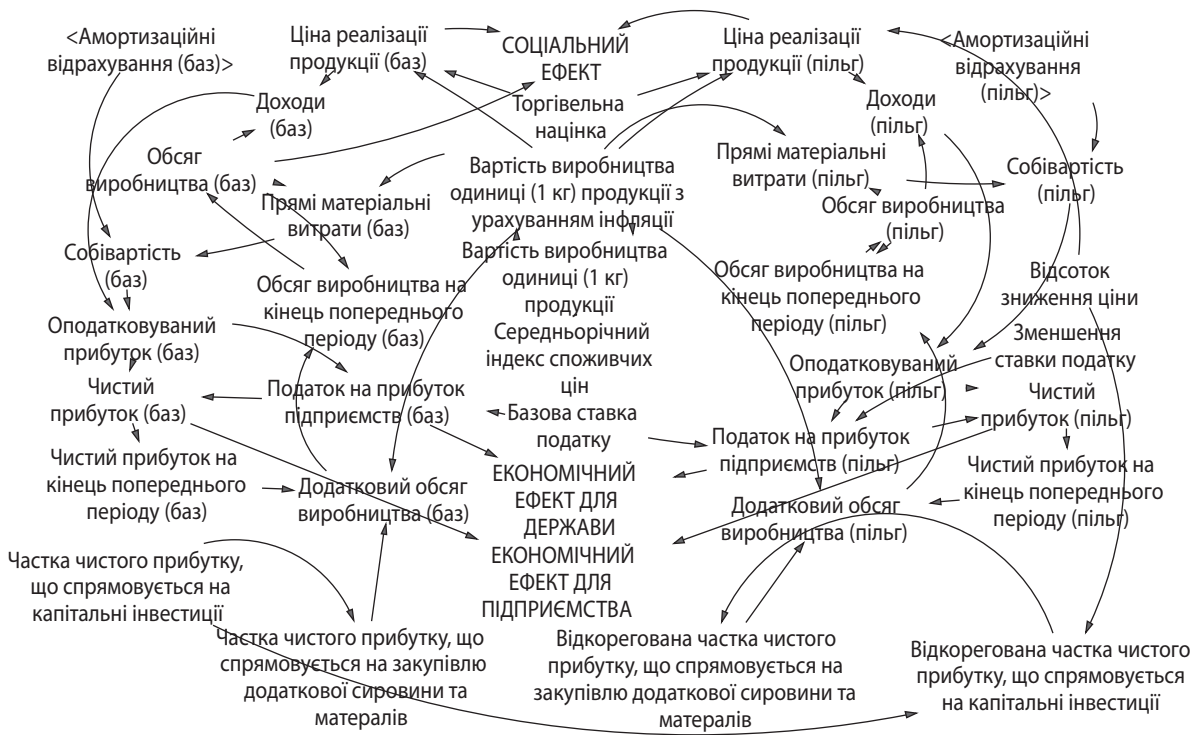 <Амортизаційні
відрахування (баз)>
Ціна реалізації
продукції (баз)
СОЦІАЛЬНИЙ
ЕФЕКТ
Ціна реалізації
продукції (пільг)
<Амортизаційні
відрахування
(пільг)>
Доходи
(баз)
Торгівельна
націнка
Доходи
(пільг)
Обсяг
виробництва (баз)
Вартість виробництва
одиниці (1 кг) продукції з
урахуванням інфляції
Прямі матеріальні
витрати (пільг)
Собівартість
(пільг)
Прямі матеріальні
витрати (баз)
Обсяг виробництва
(пільг)
Собівартість
(баз)
Вартість виробництва
одиниці (1 кг)
продукції
Обсяг виробництва на
кінець попереднього
періоду (баз)
Обсяг виробництва на
кінець попереднього
періоду (пільг)
Відсоток
зниження ціни
Оподатковуваний
прибуток (баз)
Середньорічний
індекс споживчих
цін
Зменшення
ставки податку
Оподатковуваний
прибуток (пільг)
Чистий
прибуток (баз)
Податок на прибуток
підприємств (баз)
Базова ставка
податку
Чистий
прибуток (пільг)
Податок на прибуток
підприємств (пільг)
Чистий прибуток на
кінець попереднього
періоду (баз)
Додатковий обсяг
виробництва (баз)
ЕКОНОМІЧНИЙ
ЕФЕКТ ДЛЯ
ДЕРЖАВИ
Чистий прибуток на
кінець попереднього
періоду (пільг)
Додатковий обсяг
виробництва (пільг)
ЕКОНОМІЧНИЙ
ЕФЕКТ ДЛЯ
ПІДПРИЄМСТВА
Частка чистого прибутку,
що спрямовується на
капітальні інвестиції
Частка чистого прибутку, що
спрямовується на закупівлю
додаткової сировини та
матералів
Відкорегована частка чистого
прибутку, що спрямовується на
закупівлю додаткової сировини та
матералів
Відкорегована частка чистого
прибутку, що спрямовується
на капітальні інвестиції